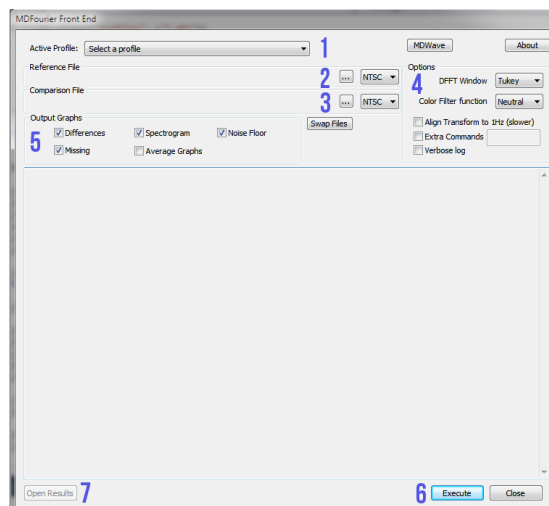 MDFourier Front End
Active Profile: Select a profile 1 MDWave About
Reference File Options
2 ... NTSC 4 DFFT Window Tukey
Comparison File
3 ... NTSC Color Filter function Neutral
Output Graphs Swap Files Align Transform to 1Hz (slower)
5 Differences Spectrogram Noise Floor Extra Commands
Missing Average Graphs Verbose log
Open Results 7 6 Execute Close